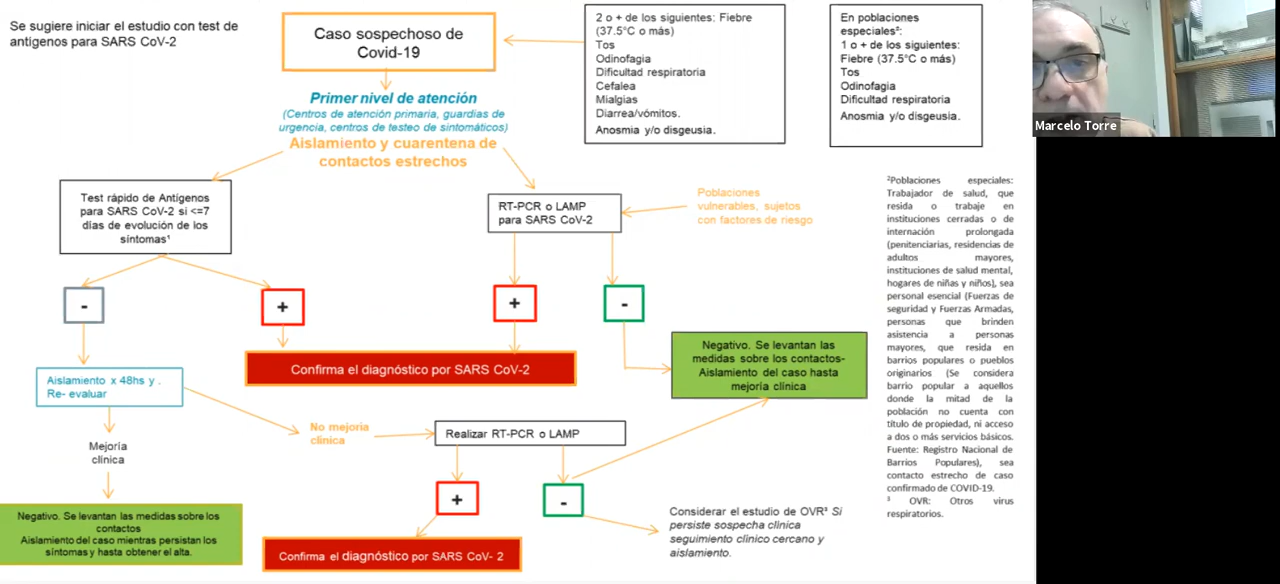 Se sugiere iniciar el estudio con test de
antígenos para SARS CoV-2
Caso sospechoso de
Covid-19
2 o + de los siguientes: Fiebre
(37.5°C o más)
Tos
Odinofagia
Dificultad respiratoria
Cefalea
Mialgias
Diarrea/vómitos.
Anosmia y/o disgeusia.
En poblaciones
especiales²:
1 o + de los siguientes:
Fiebre (37.5°C o más)
Tos
Odinofagia
Dificultad respiratoria
Anosmia y/o disgeusia.
Marcelo Torre
Primer nivel de atención
(Centros de atención primaria, guardias de
urgencia, centros de testeo de sintomáticos)
Aislamiento y cuarentena de
contactos estrechos
Test rápido de Antígenos
para SARS CoV-2 si <=7
días de evolución de los
síntomas¹
RT-PCR o LAMP
para SARS CoV-2
Poblaciones
vulnerables, sujetos
con factores de riesgo
-
+
+
-
Confirma el diagnóstico por SARS CoV-2
Negativo. Se levantan las
medidas sobre los contactos-
Aislamiento del caso hasta
mejoría clínica
Aislamiento x 48hs y .
Re- evaluar
No mejoria
clínica
Realizar RT-PCR o LAMP
Mejoría
clínica
+
-
Negativo. Se levantan las medidas sobre los
contactos
Aislamiento del caso mientras persistan los
síntomas y hasta obtener el alta.
Confirma el diagnóstico por SARS CoV- 2
Considerar el estudio de OVR³ Si
persiste sospecha clínica
seguimiento clínico cercano y
aislamiento.
²Poblaciones especiales:
Trabajador de salud, que
resida o trabaje en
instituciones cerradas o de
internación prolongada
(penitenciarias, residencias de
adultos mayores,
instituciones de salud mental,
hogares de niñas y niños), sea
personal esencial (Fuerzas de
seguridad y Fuerzas Armadas,
personas que brinden
asistencia a personas
mayores, que resida en
barrios populares o pueblos
originarios (Se considera
barrio popular a aquellos
donde la mitad de la
población no cuenta con
título de propiedad, ni acceso
a dos o más servicios básicos.
Fuente: Registro Nacional de
Barrios Populares), sea
contacto estrecho de caso
confirmado de COVID-19.
³ OVR: Otros virus
respiratorios.